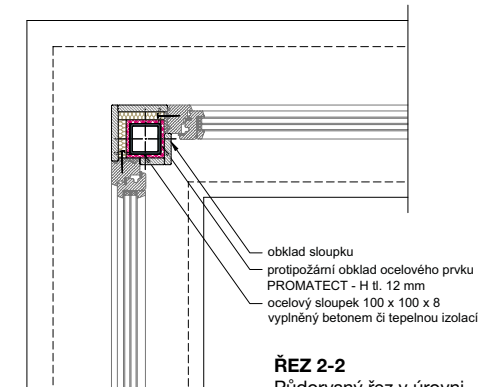 obklad sloupku
protipožární obklad ocelového prvku
PROMATECT - H tl. 12 mm
ocelový sloupek 100 x 100 x 8
vyplněný betonem či tepelnou izolací
ŘEZ 2-2
Půdorysný řez v úrovni